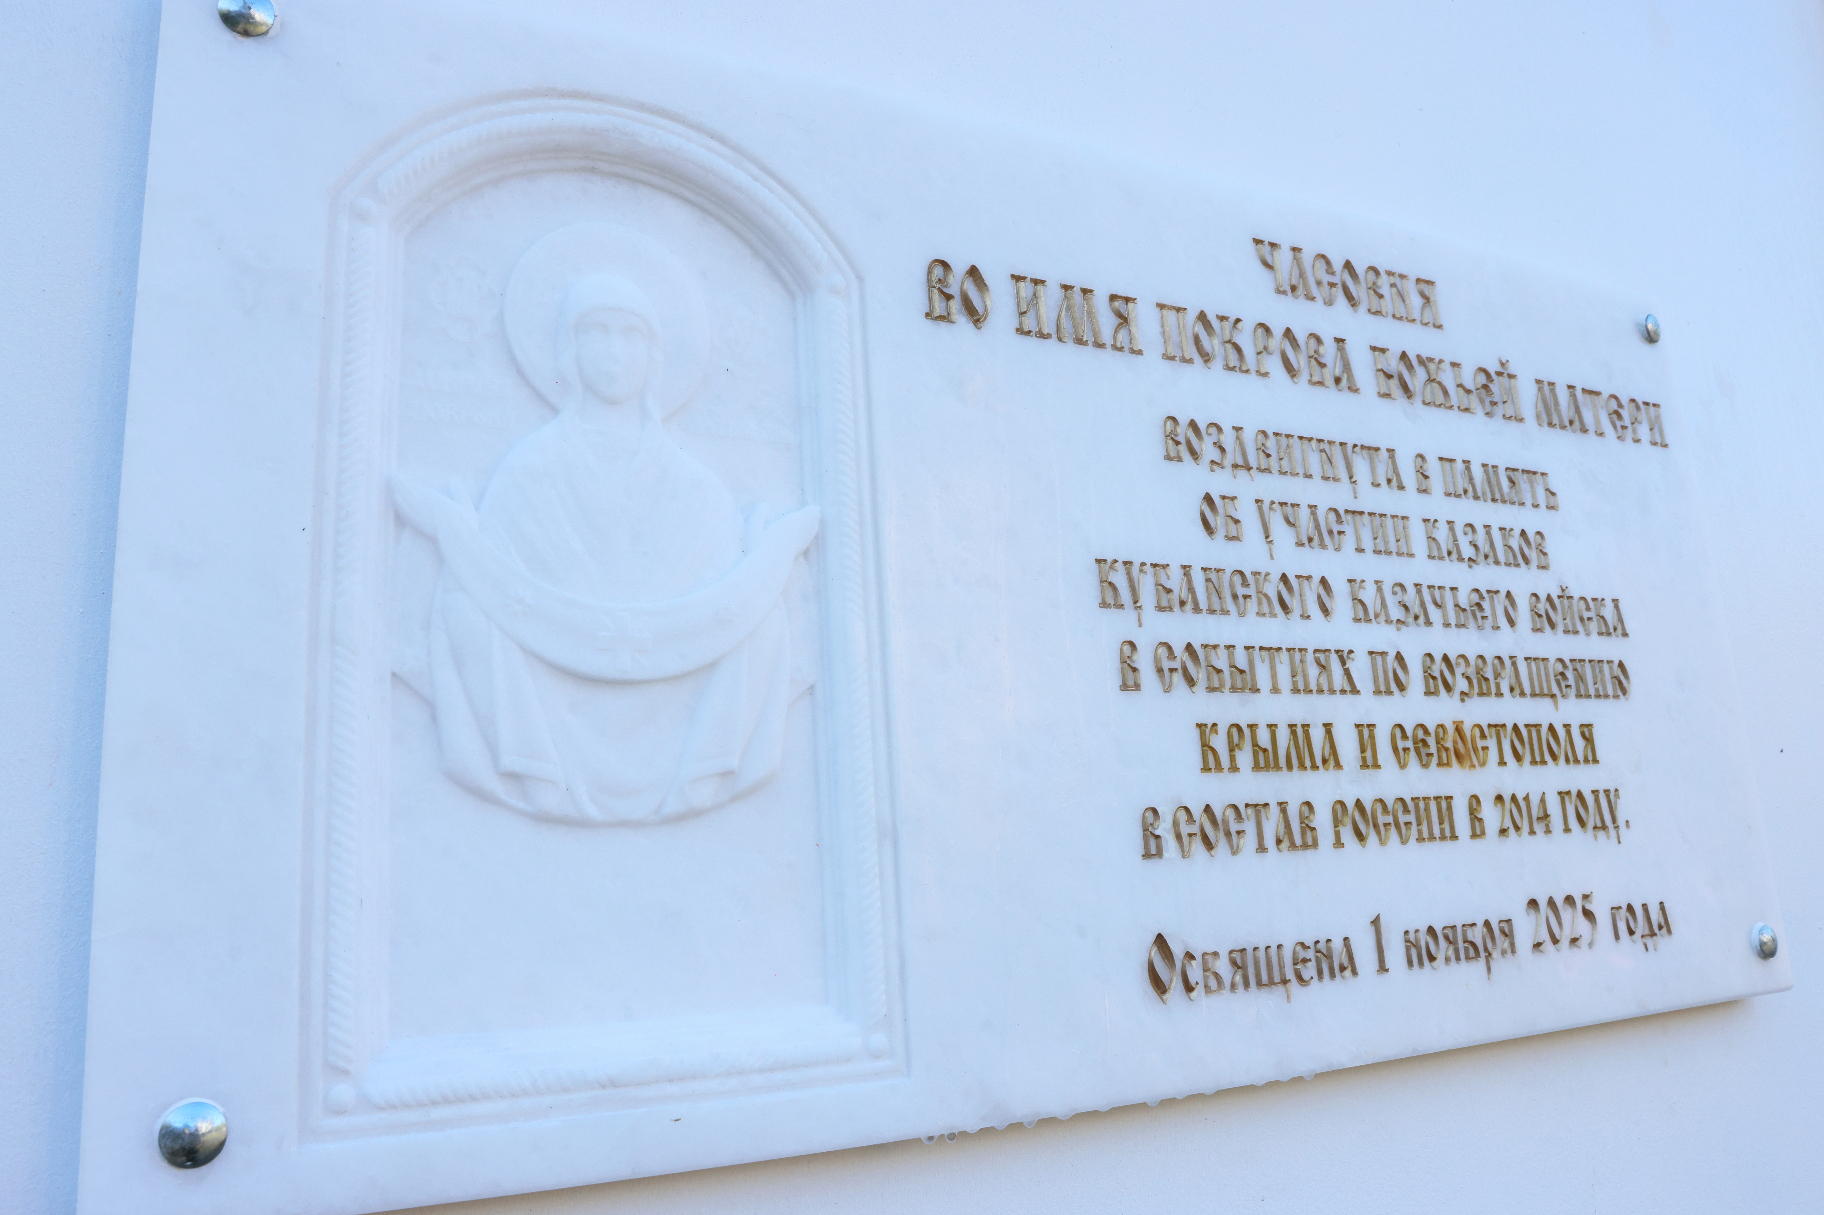 ЧАСОВНЯ
ВО ИМЯ ПОКРОВА БОЖЬЕЙ МАТЕРИ
ВОЗДВИГНУТА В ПАМЯТЬ
ОБ УЧАСТИИ КАЗАКОВ
КУБАНСКОГО КАЗАЧЬЕГО ВОЙСКА
В СОБЫТИЯХ ПО ВОЗВРАЩЕНИЮ
КРЫМА И СЕВАСТОПОЛЯ
В СОСТАВ РОССИИ В 2014 ГОДУ.
Освящена 1 ноября 2025 года